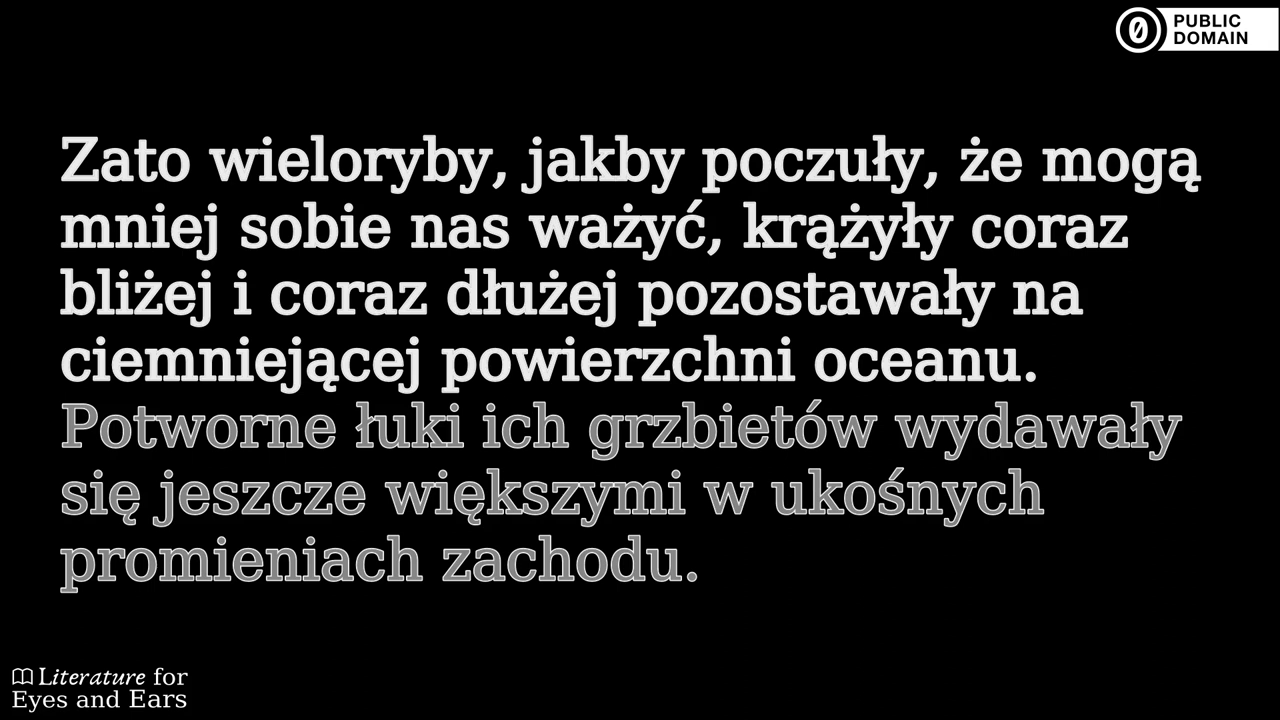 PUBLIC
DOMAIN
Zato wieloryby, jakby poczuły, że mogą
mniej sobie nas ważyć, krążyły coraz
bliżej i coraz dłużej pozostawały na
ciemniejącej powierzchni oceanu.
Potworne łuki ich grzbietów wydawały
się jeszcze większymi w ukośnych
promieniach zachodu.
Literature for
Eyes and Ears